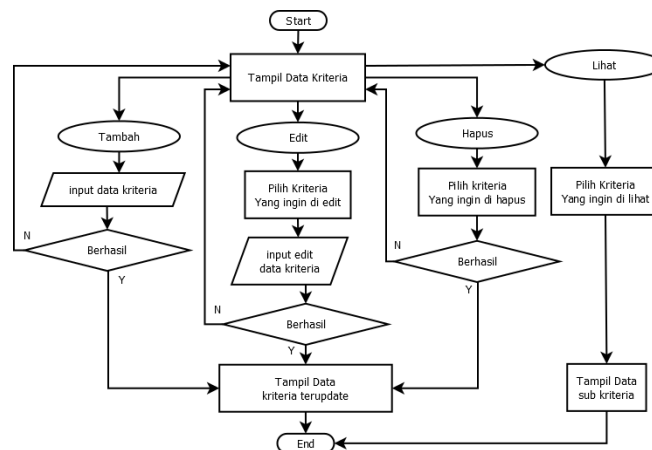 Start
Tampil Data Kriteria
Lihat
Tambah
Edit
Hapus
input data kriteria
Pilih Kriteria
Yang ingin di edit
Pilih kriteria
Yang ingin di hapus
Pilih Kriteria
Yang ingin di lihat
N
Berhasil
Y
input edit
data kriteria
N
Berhasil
Y
N
Berhasil
Y
Tampil Data
kriteria terupdate
Tampil Data
sub kriteria
End